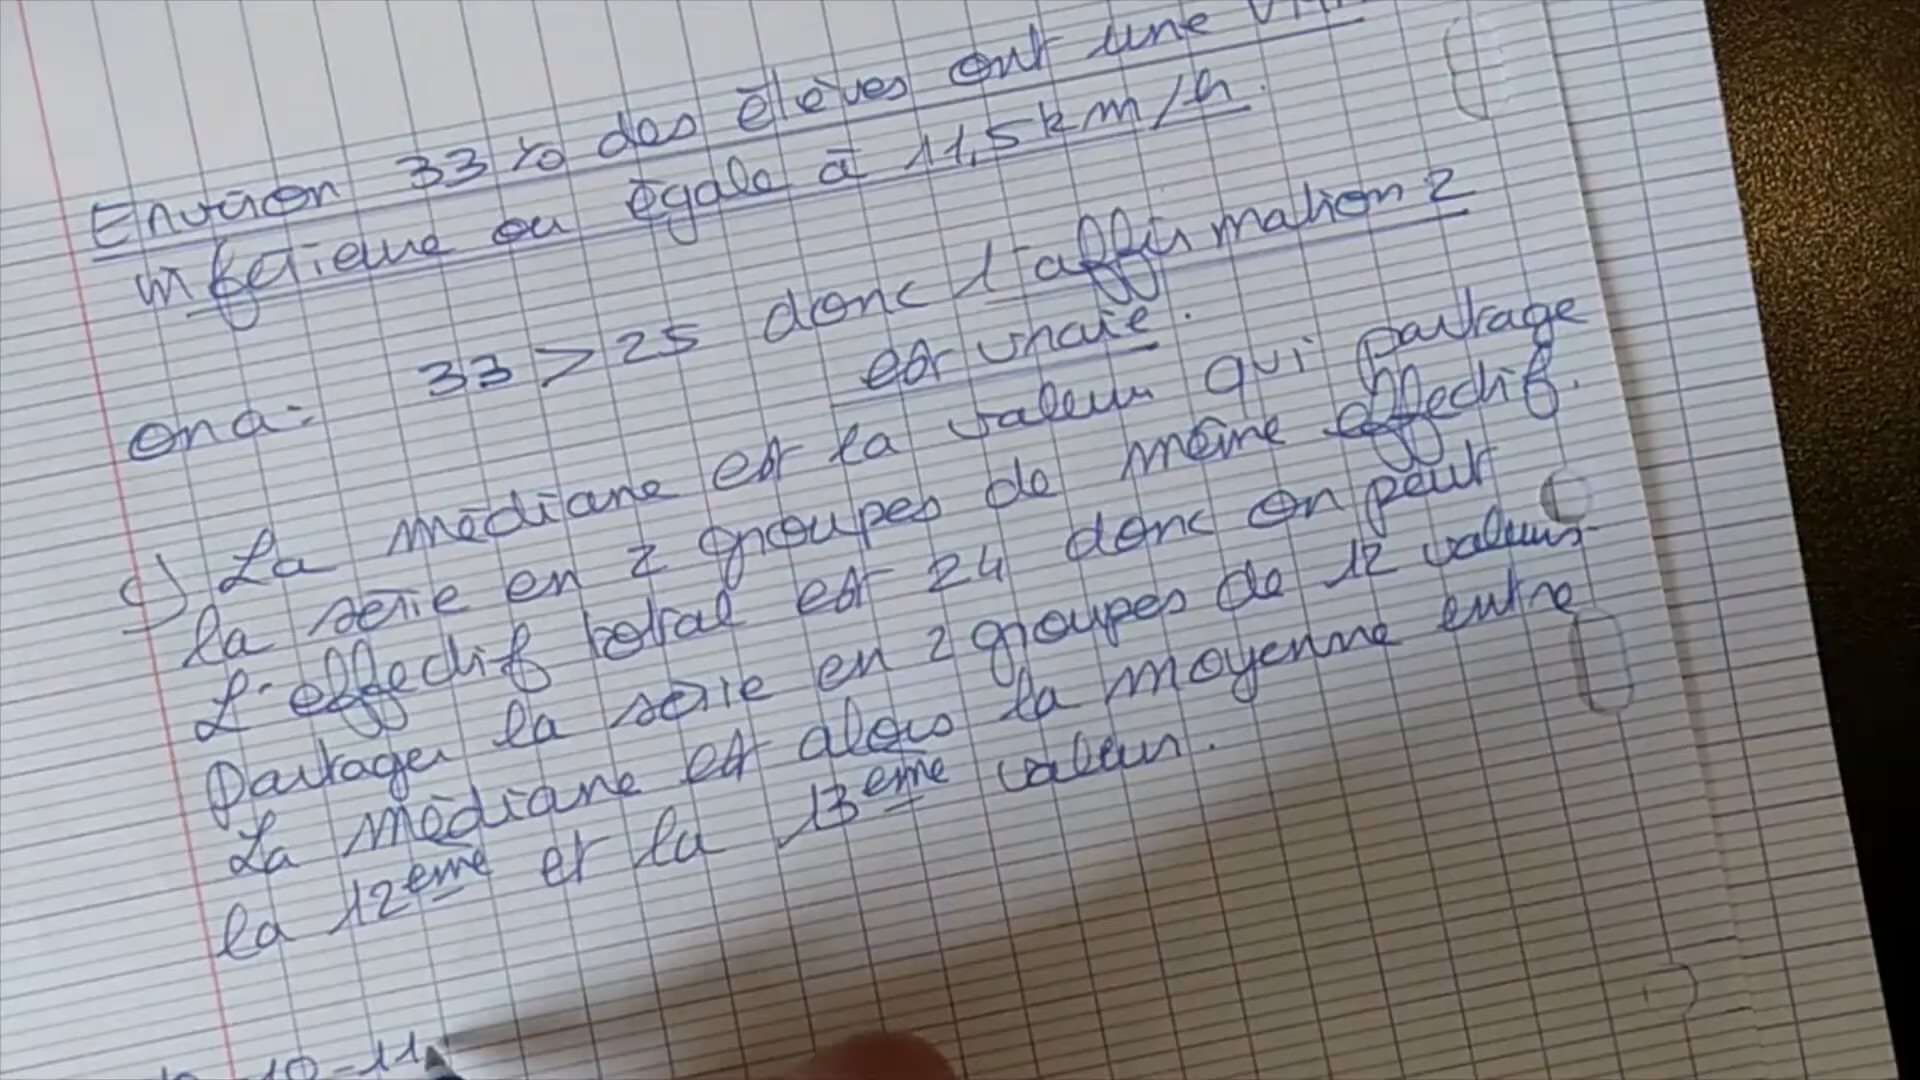 Environ 33% des élèves ont une
inférieure ou égale à 11,5 km/h.
on a: 33 > 25 donc l'affirmation 2
est vraie.
c) La médiane est la valeur qui partage
la série en 2 groupes de même effectif.
L'effectif total est 24 donc on peut
partager la série en 2 groupes de 12 valeurs.
La médiane est alors la moyenne entre
la 12ème et la 13ème valeur.
10-11,